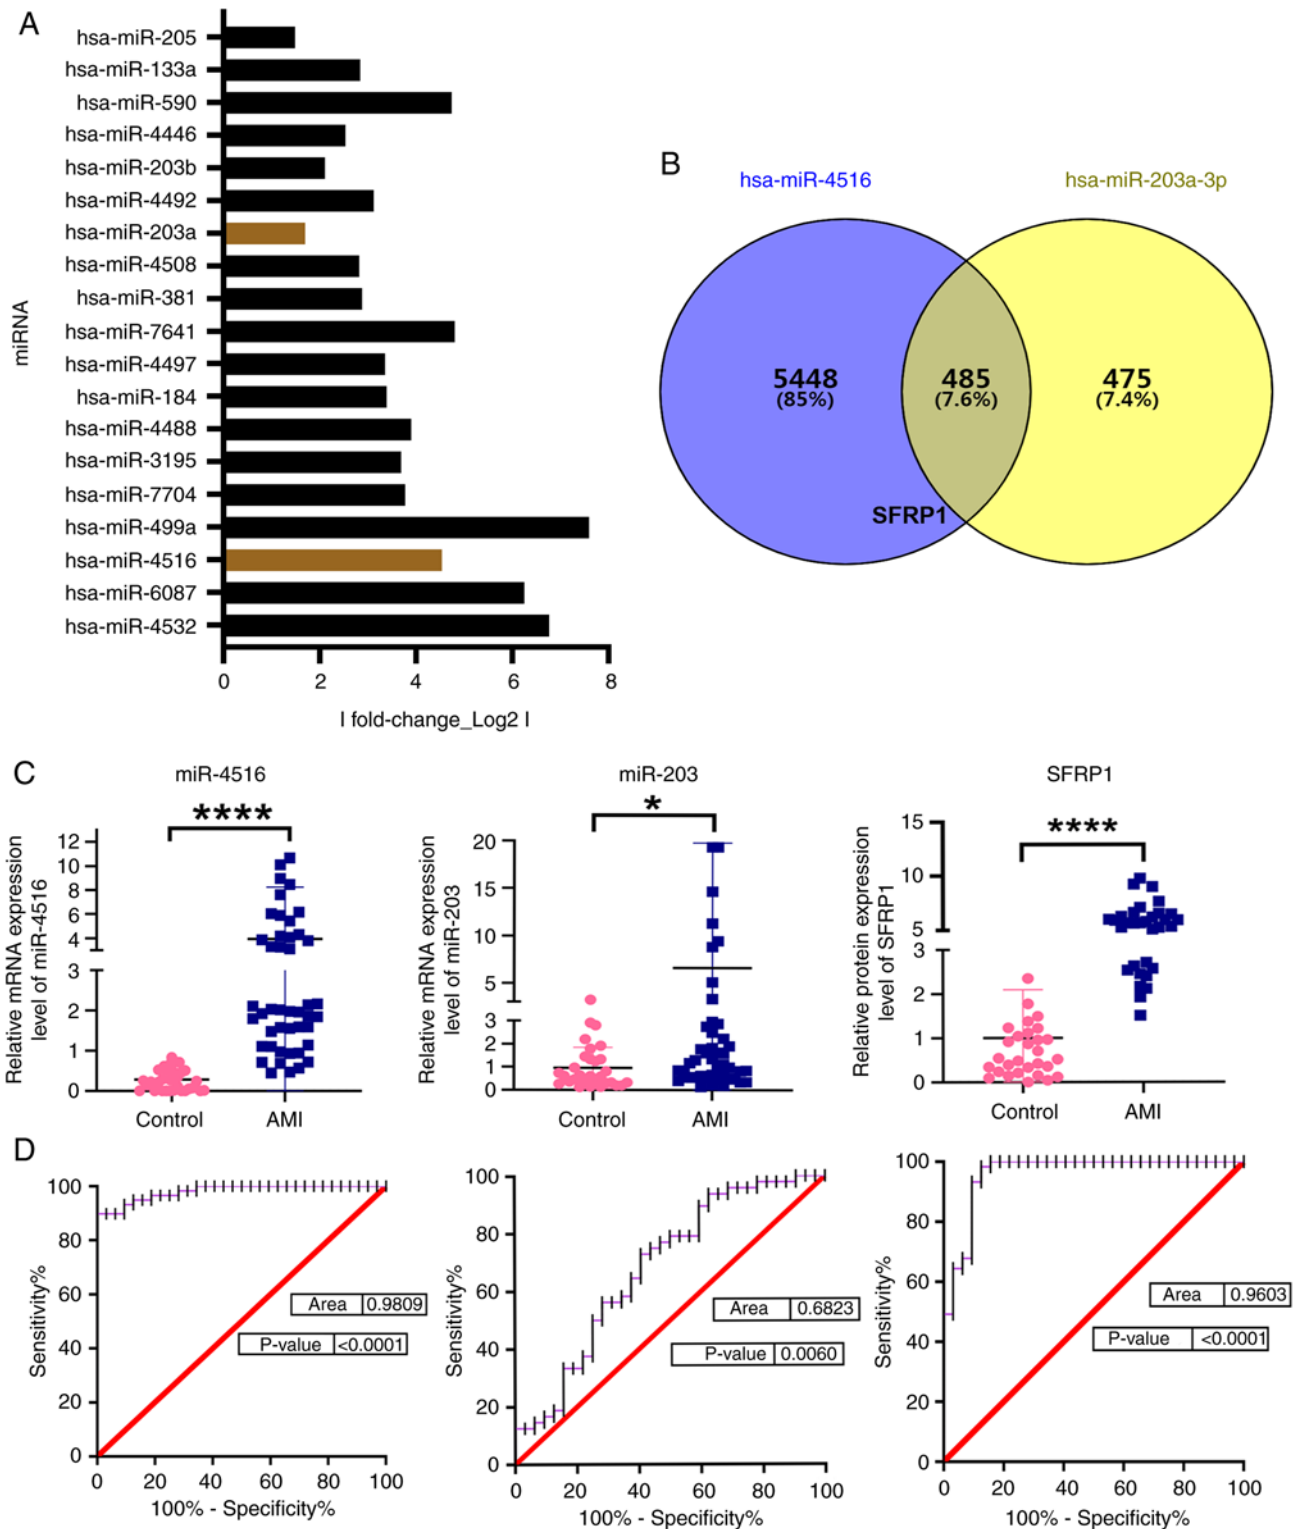 A
hsa-miR-205
hsa-miR-133a
hsa-miR-590
hsa-miR-4446
hsa-miR-203b
hsa-miR-4492
hsa-miR-203a
hsa-miR-4508
hsa-miR-381
hsa-miR-7641
hsa-miR-4497
hsa-miR-184
hsa-miR-4488
hsa-miR-3195
hsa-miR-7704
hsa-miR-499a
hsa-miR-4516
hsa-miR-6087
hsa-miR-4532
miRNA
0 2 4 6 8
I fold-change_Log2 I
B
hsa-miR-4516 hsa-miR-203a-3p
5448 485 475
(85%) (7.6%) (7.4%)
SFRP1
C
miR-4516
****
Relative mRNA expression
level of miR-4516
12
10
8
6
4
3
2
1
0
Control AMI
miR-203
*
Relative mRNA expression
level of miR-203
20
15
10
5
3
2
1
0
Control AMI
SFRP1
****
Relative protein expression
level of SFRP1
15
10
5
3
2
1
0
Control AMI
D
Sensitivity%
100
80
60
40
20
0
Area 0.9809
P-value <0.0001
0 20 40 60 80 100
100% - Specificity%
Sensitivity%
100
80
60
40
20
0
Area 0.6823
P-value 0.0060
0 20 40 60 80 100
100% - Specificity%
Sensitivity%
100
80
60
40
20
0
Area 0.9603
P-value <0.0001
0 20 40 60 80 100
100% - Specificity%